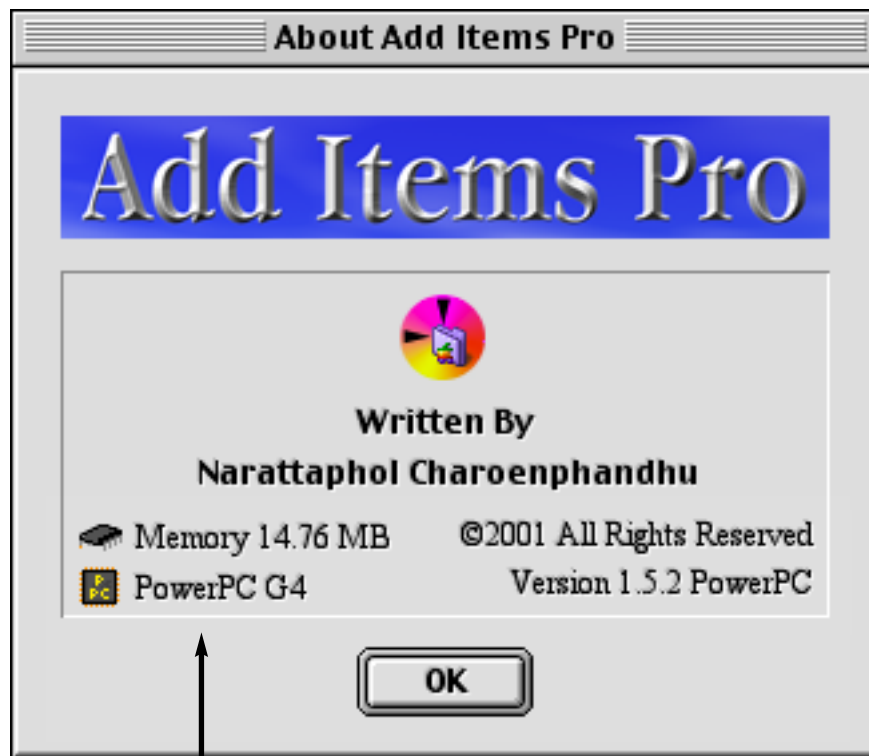 About Add Items Pro
Add Items Pro
Written By
Narattaphol Charoenphandhu
Memory 14.76 MB
©2001 All Rights Reserved
P
PC
PowerPC G4
Version 1.5.2 PowerPC
OK